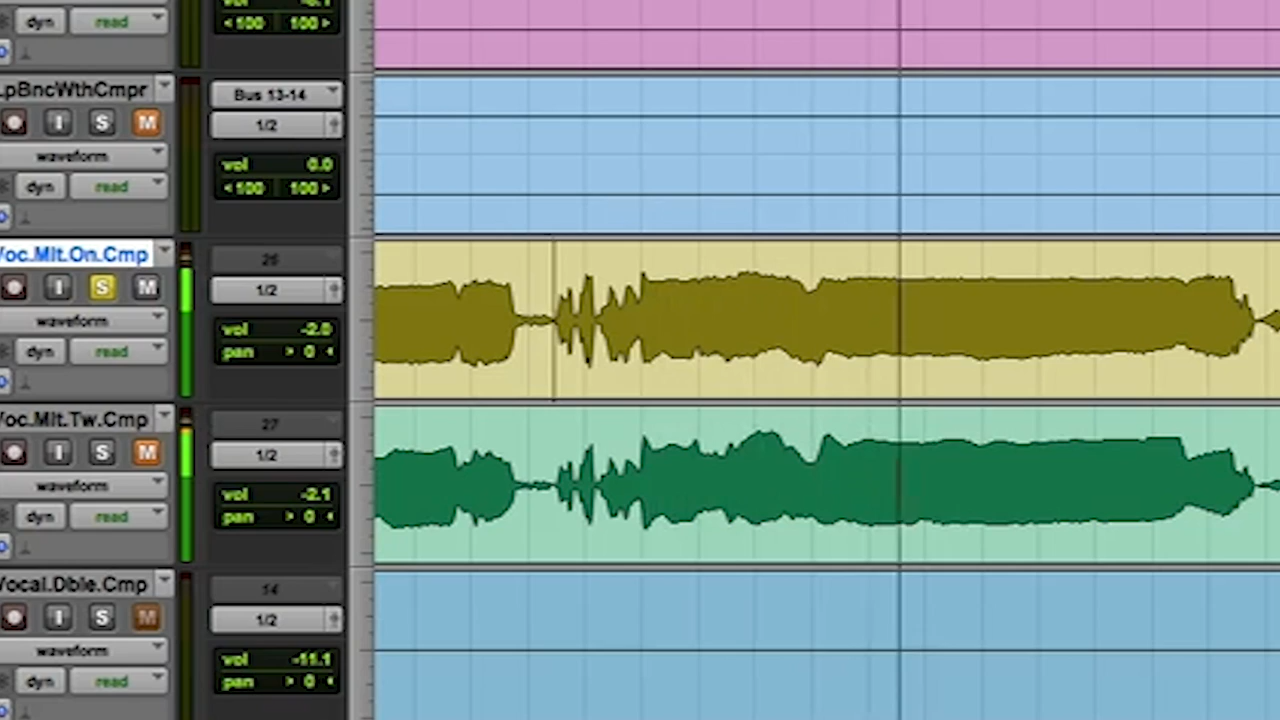 dyn read
<100 100>
.pBncWthCmpr
Bus 13-14
I S M
1/2
waveform
vol 0.0
dyn read
<100 100>
Voc.Mlt.On.Cmp
26
I S M
1/2
waveform
vol -2.8
dyn read
pan > 0 <
Voc.Mlt.Tw.Cmp
27
I S M
1/2
waveform
vol -2.1
dyn read
pan > 0 <
Vocal.Dble.Cmp
14
I S M
1/2
waveform
vol -11.1
dyn read
pan > 0 <